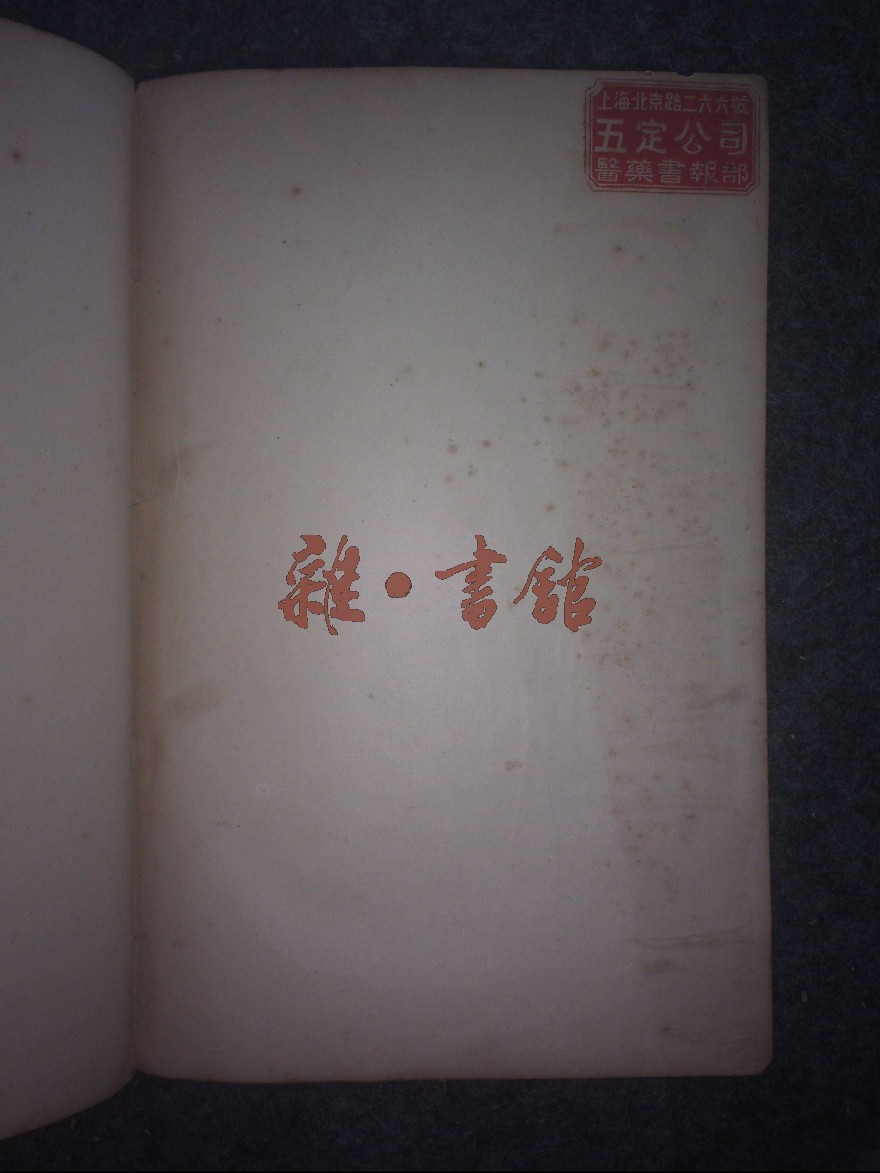 上海北京路二六六號
五定公司
醫藥書報部
雜·書館